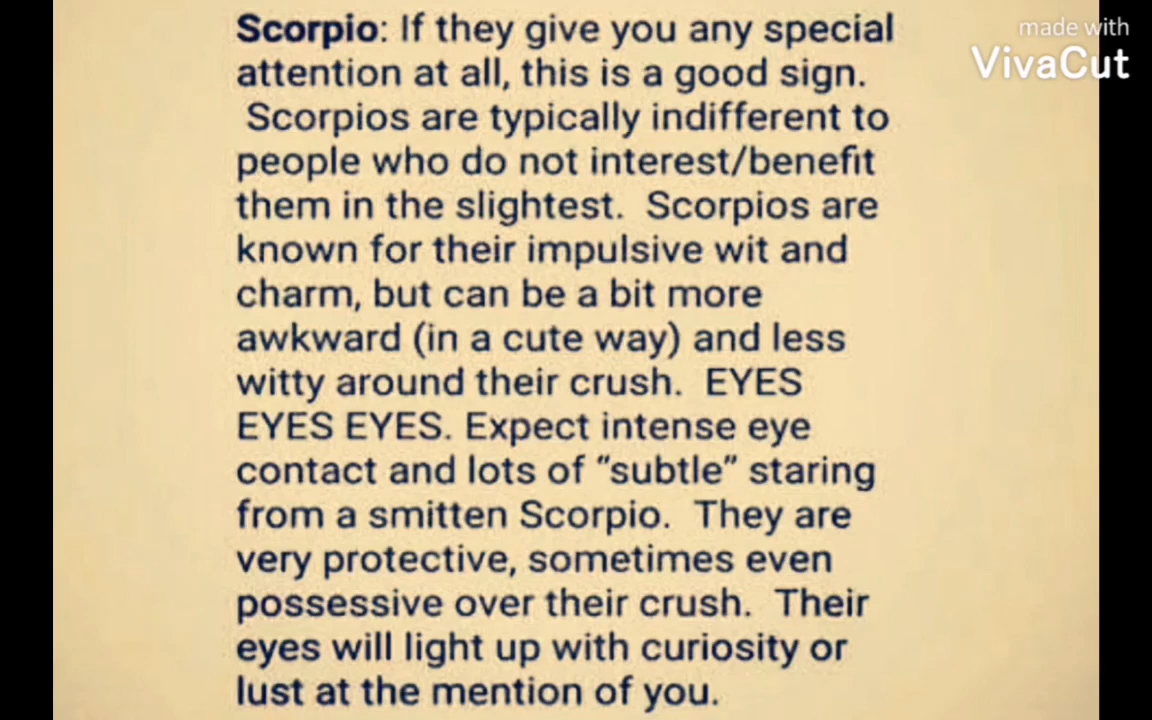 Scorpio: If they give you any special
attention at all, this is a good sign.
Scorpios are typically indifferent to
people who do not interest/benefit
them in the slightest.  Scorpios are
known for their impulsive wit and
charm, but can be a bit more
awkward (in a cute way) and less
witty around their crush.  EYES
EYES EYES. Expect intense eye
contact and lots of “subtle” staring
from a smitten Scorpio.  They are
very protective, sometimes even
possessive over their crush.  Their
eyes will light up with curiosity or
lust at the mention of you.
made with
VivaCut